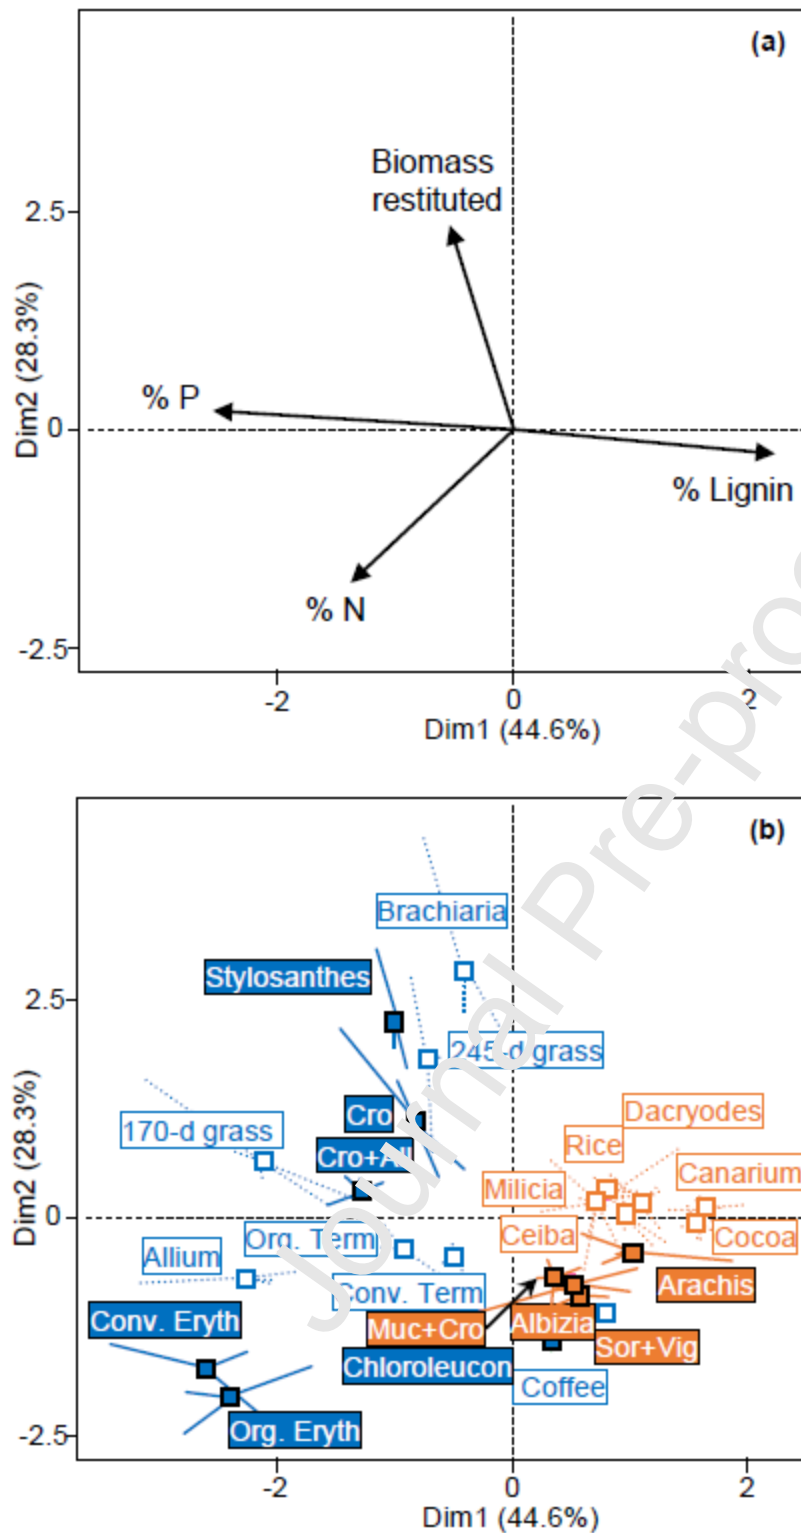 (a)
Biomass
restituted
2.5
% P
0
% Lignin
% N
-2.5
-2
0
2
Dim1 (44.6%)
Dim2 (28.3%)
Journal Pre-proo
(b)
Brachiaria
Stylosanthes
2.5
245-d grass
Cro
Dacryodes
170-d grass
Rice
Cro+All
Canarium
Milicia
0
Ceiba
Cocoa
Org. Term
Allium
Arachis
Conv. Term
Conv. Eryth
Muc+Cro
Albizia
Sor+Vig
Chloroleucon
Coffee
Org. Eryth
-2.5
-2
0
2
Dim1 (44.6%)
Dim2 (28.3%)